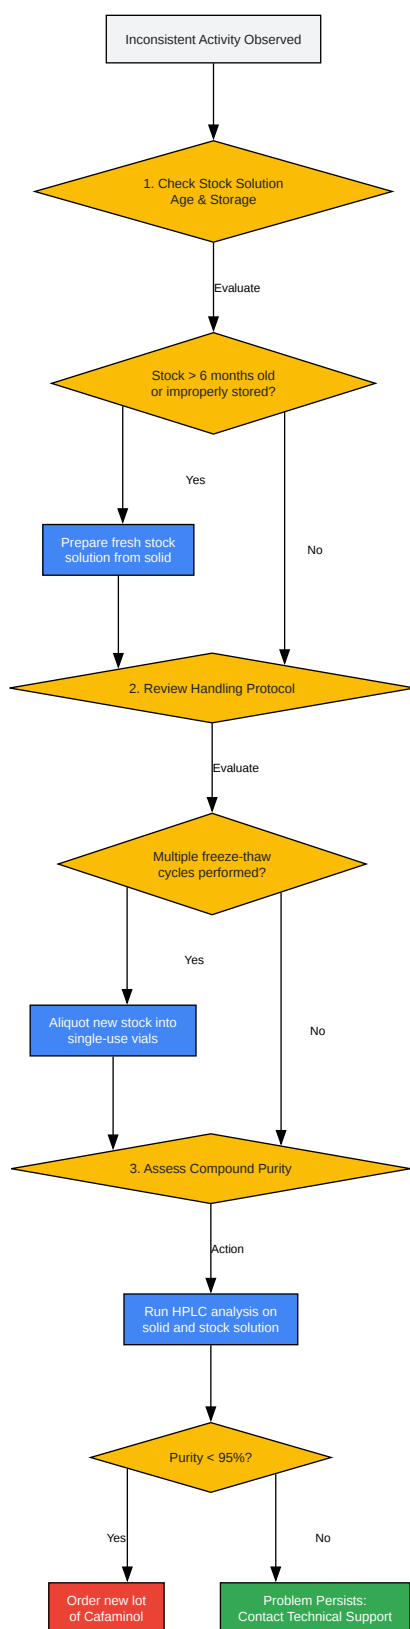 Inconsistent Activity Observed
1. Check Stock Solution
Age & Storage
Evaluate
Stock > 6 months old
or improperly stored?
Yes
Prepare fresh stock
solution from solid
No
2. Review Handling Protocol
Evaluate
Multiple freeze-thaw
cycles performed?
Yes
Aliquot new stock into
single-use vials
No
3. Assess Compound Purity
Action
Run HPLC analysis on
solid and stock solution
Purity < 95%?
Yes
No
Order new lot
of Cafaminol
Problem Persists:
Contact Technical Support